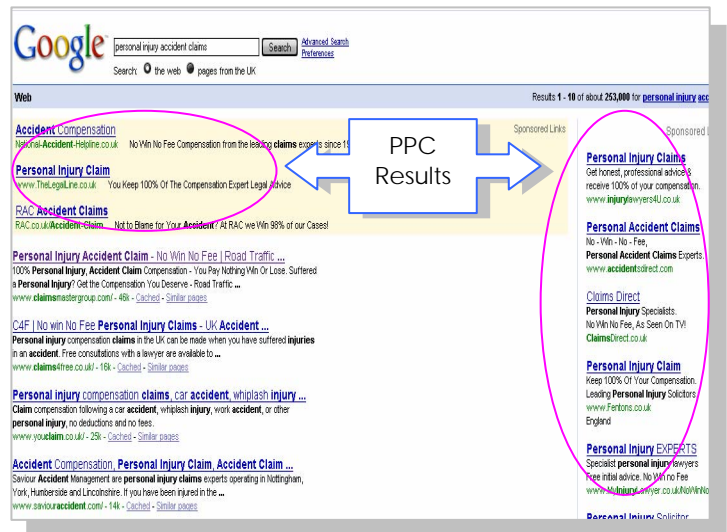 Google
personal injury accident claims
Search
Advanced Search
Preferences
Search: the web pages from the UK
Web
Results 1 - 10 of about 253,000 for personal injury acc
Sponsored Links
Accident Compensation
National-Accident-Helpline.co.uk No Win No Fee Compensation from the leading claims experts since 19
Personal Injury Claim
www.TheLegalLine.co.uk You Keep 100% Of The Compensation Expert Legal Advice
RAC Accident Claims
RAC.co.uk/Accident-Claim Not to Blame for Your Accident? At RAC we Win 98% of our Cases!
PPC
Results
Personal Injury Accident Claim - No Win No Fee | Road Traffic ...
100% Personal Injury, Accident Claim Compensation - You Pay Nothing Win Or Lose. Suffered
a Personal Injury? Get the Compensation You Deserve - Road Traffic ...
www.claimsmastergroup.com/ - 46k - Cached - Similar pages
C4F | No win No Fee Personal Injury Claims - UK Accident ...
Personal injury compensation claims in the UK can be made when you have suffered injuries
in an accident. Free consultations with a lawyer are available to ...
www.claims4free.co.uk/ - 16k - Cached - Similar pages
Personal injury compensation claims, car accident, whiplash injury ...
Claim compensation following a car accident, whiplash injury, work accident, or other
personal injury, no deductions and no fees.
www.youclaim.co.uk/ - 25k - Cached - Similar pages
Accident Compensation, Personal Injury Claim, Accident Claim ...
Saviour Accident Management are personal injury claims experts operating in Nottingham,
York, Humberside and Lincolnshire. If you have been injured in the ...
www.saviouraccident.com/ - 14k - Cached - Similar pages
Sponsored L
Personal Injury Claims
Get honest, professional advice &
receive 100% of your compensation.
www.injurylawyers4U.co.uk
Personal Accident Claims
No - Win - No - Fee,
Personal Accident Claims Experts.
www.accidentsdirect.com
Claims Direct
Personal Injury Specialists.
No Win No Fee, As Seen On TV!
ClaimsDirect.co.uk
Personal Injury Claim
Keep 100% Of Your Compensation.
Leading Personal Injury Solicitors
www.Fentons.co.uk
England
Personal Injury EXPERTS
Specialist personal injury lawyers
Free initial advice. No Win no Fee
www.MyInjuryLawyer.co.uk/NoWinNo
Personal Injury Solicitor